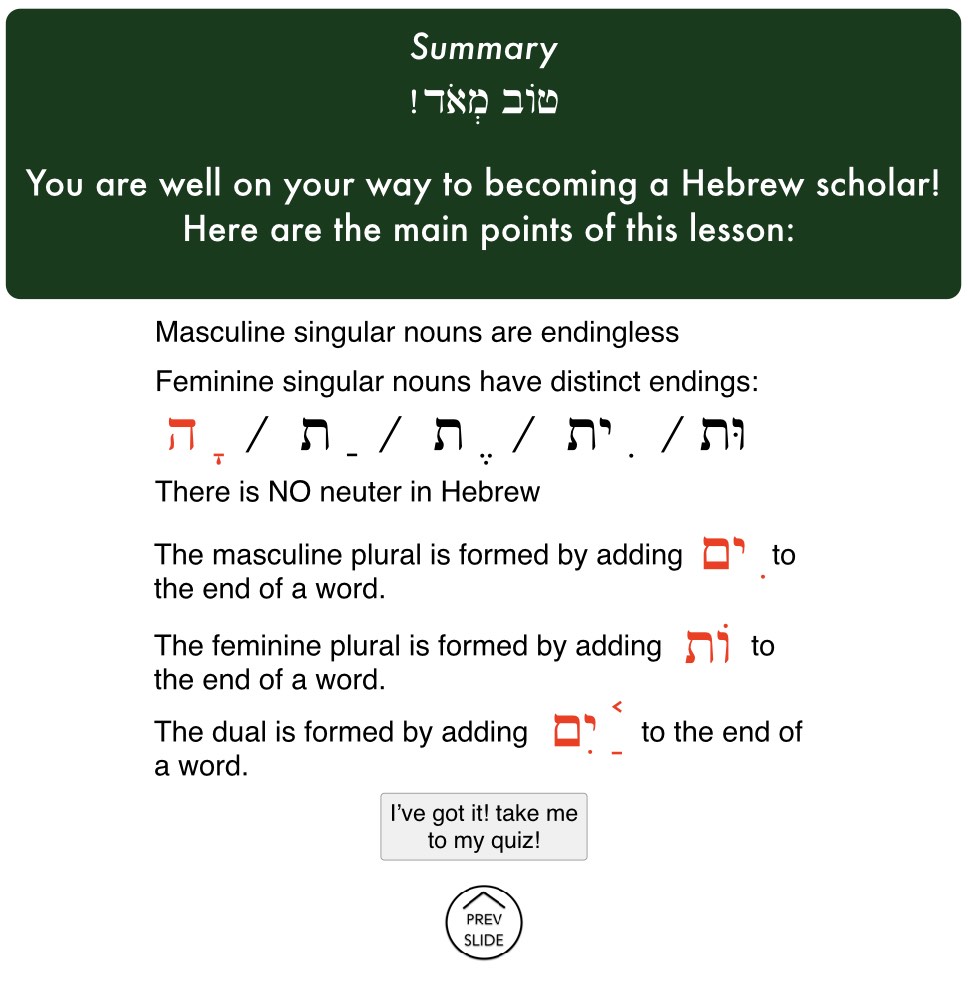 Summary
טוֹב מְאֹד!
You are well on your way to becoming a Hebrew scholar!
Here are the main points of this lesson:
Masculine singular nouns are endingless
Feminine singular nouns have distinct endings:
וּת / ִית / ֶת / ַת / ָה
There is NO neuter in Hebrew
The masculine plural is formed by adding ִים to
the end of a word.
The feminine plural is formed by adding וֹת to
the end of a word.
The dual is formed by adding ַ֫יִם to the end of
a word.
I’ve got it! take me
to my quiz!
PREV
SLIDE